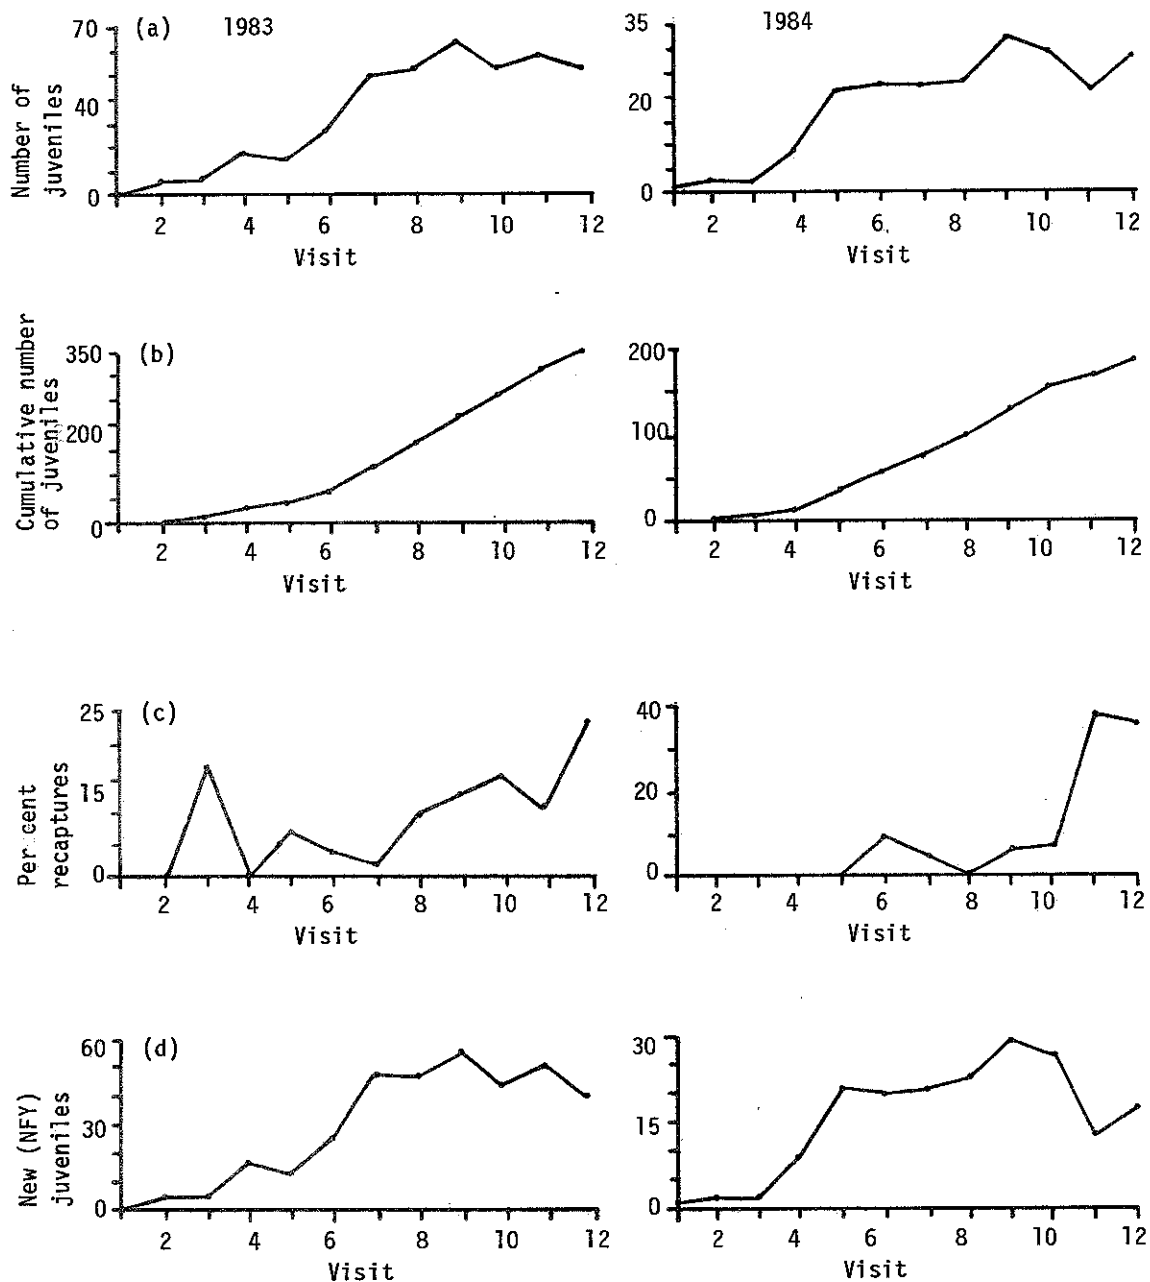 (a) 1983
70
40
0
Number of
juveniles
2 4 6 8 10 12
Visit
1984
35
20
0
2 4 6. 8 10 12
Visit
(b)
350
200
0
Cumulative number
of juveniles
2 4 6 8 10 12
Visit
200
100
0
2 4 6 8 10 12
Visit
(c)
25
15
0
Per cent
recaptures
2 4 6 8 10 12
Visit
40
20
0
2 4 6 8 10 12
Visit
(d)
60
30
0
New (NFY)
juveniles
2 4 6 8 10 12
Visit
30
15
0
2 4 6 8 10 12
Visit